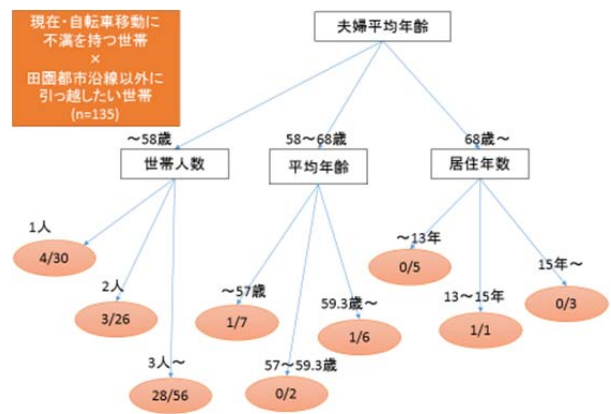 現在・自転車移動に
不満を持つ世帯
×
田園都市沿線以外に
引っ越したい世帯
(n=135)
夫婦平均年齢
～58歳
58～68歳
68歳～
世帯人数
平均年齢
居住年数
1人
4/30
2人
3/26
3人～
28/56
～57歳
1/7
57～59.3歳
0/2
59.3歳～
1/6
～13年
0/5
13～15年
1/1
15年～
0/3